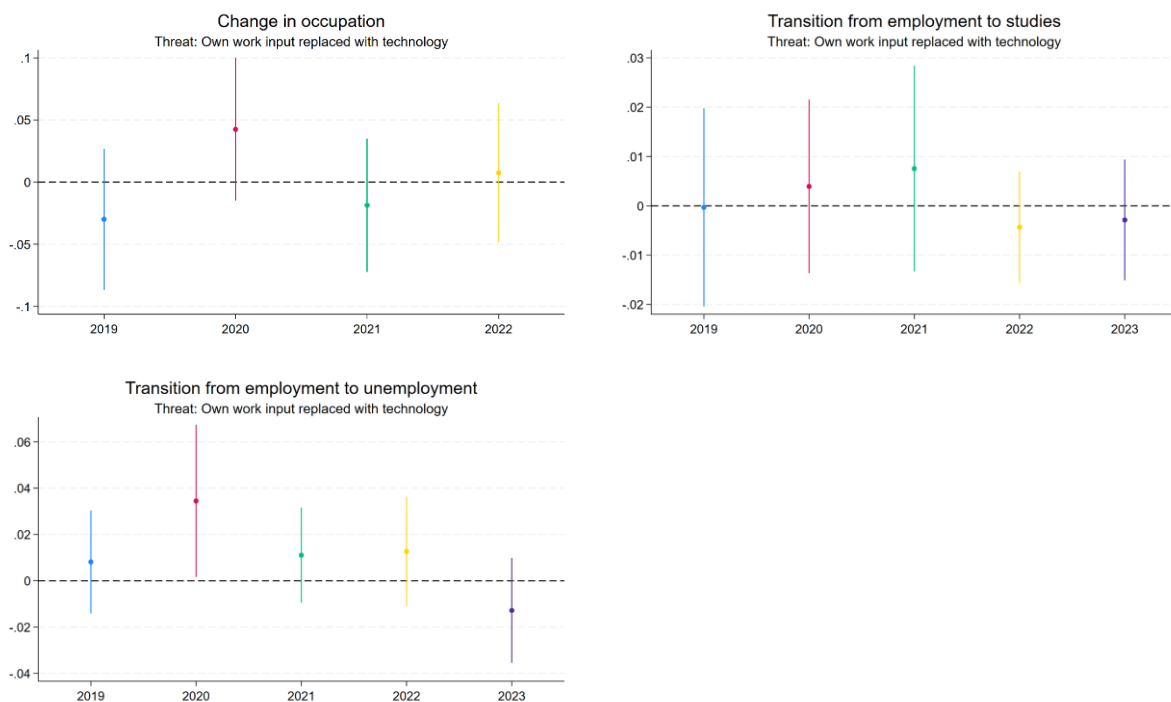 Change in occupation
Threat: Own work input replaced with technology
.1
.05
0
-.05
-.1
2019 2020 2021 2022
Transition from employment to studies
Threat: Own work input replaced with technology
.03
.02
.01
0
-.01
-.02
2019 2020 2021 2022 2023
Transition from employment to unemployment
Threat: Own work input replaced with technology
.06
.04
.02
0
-.02
-.04
2019 2020 2021 2022 2023